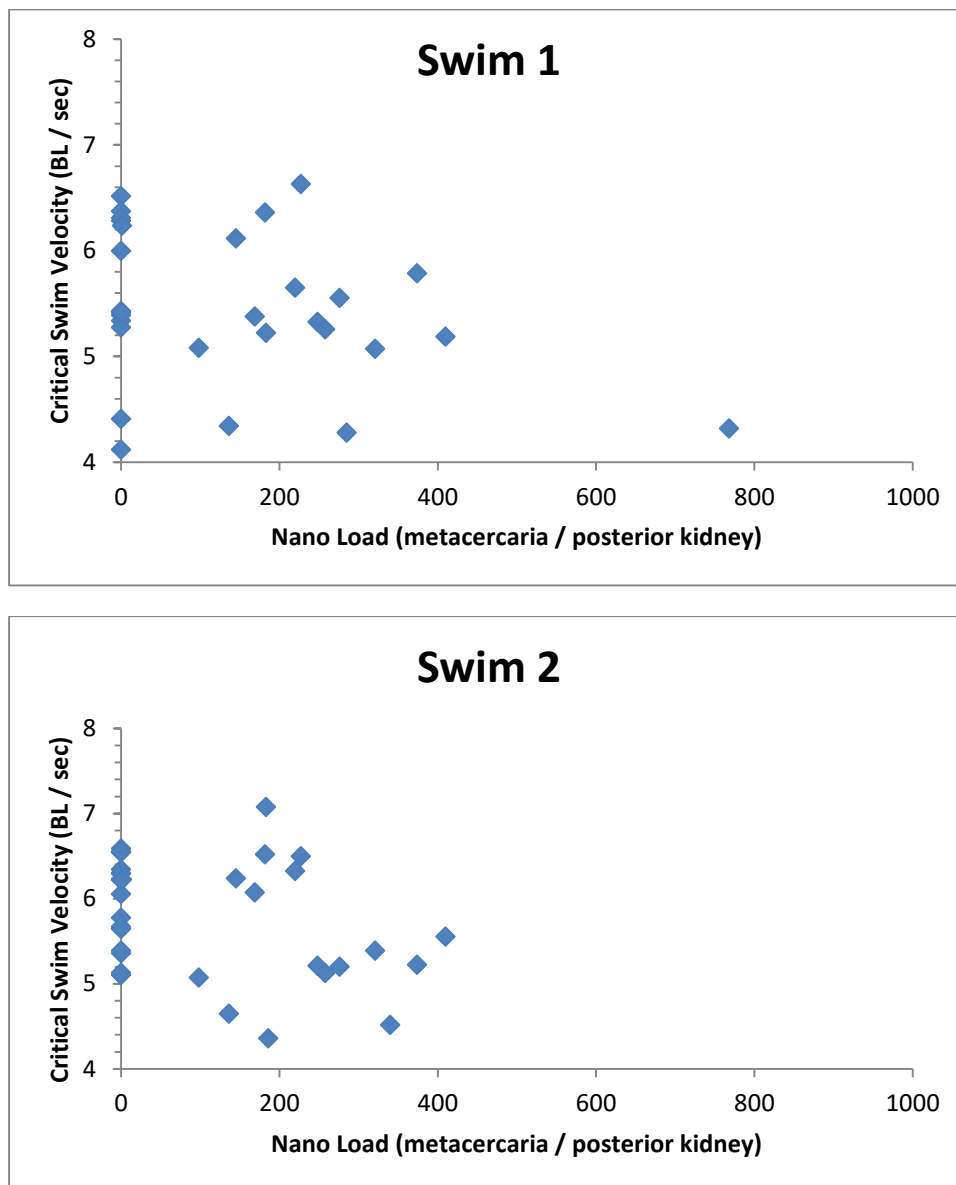 Swim 1
Critical Swim Velocity (BL / sec)
8
7
6
5
4
0 200 400 600 800 1000
Nano Load (metacercaria / posterior kidney)
Swim 2
Critical Swim Velocity (BL / sec)
8
7
6
5
4
0 200 400 600 800 1000
Nano Load (metacercaria / posterior kidney)